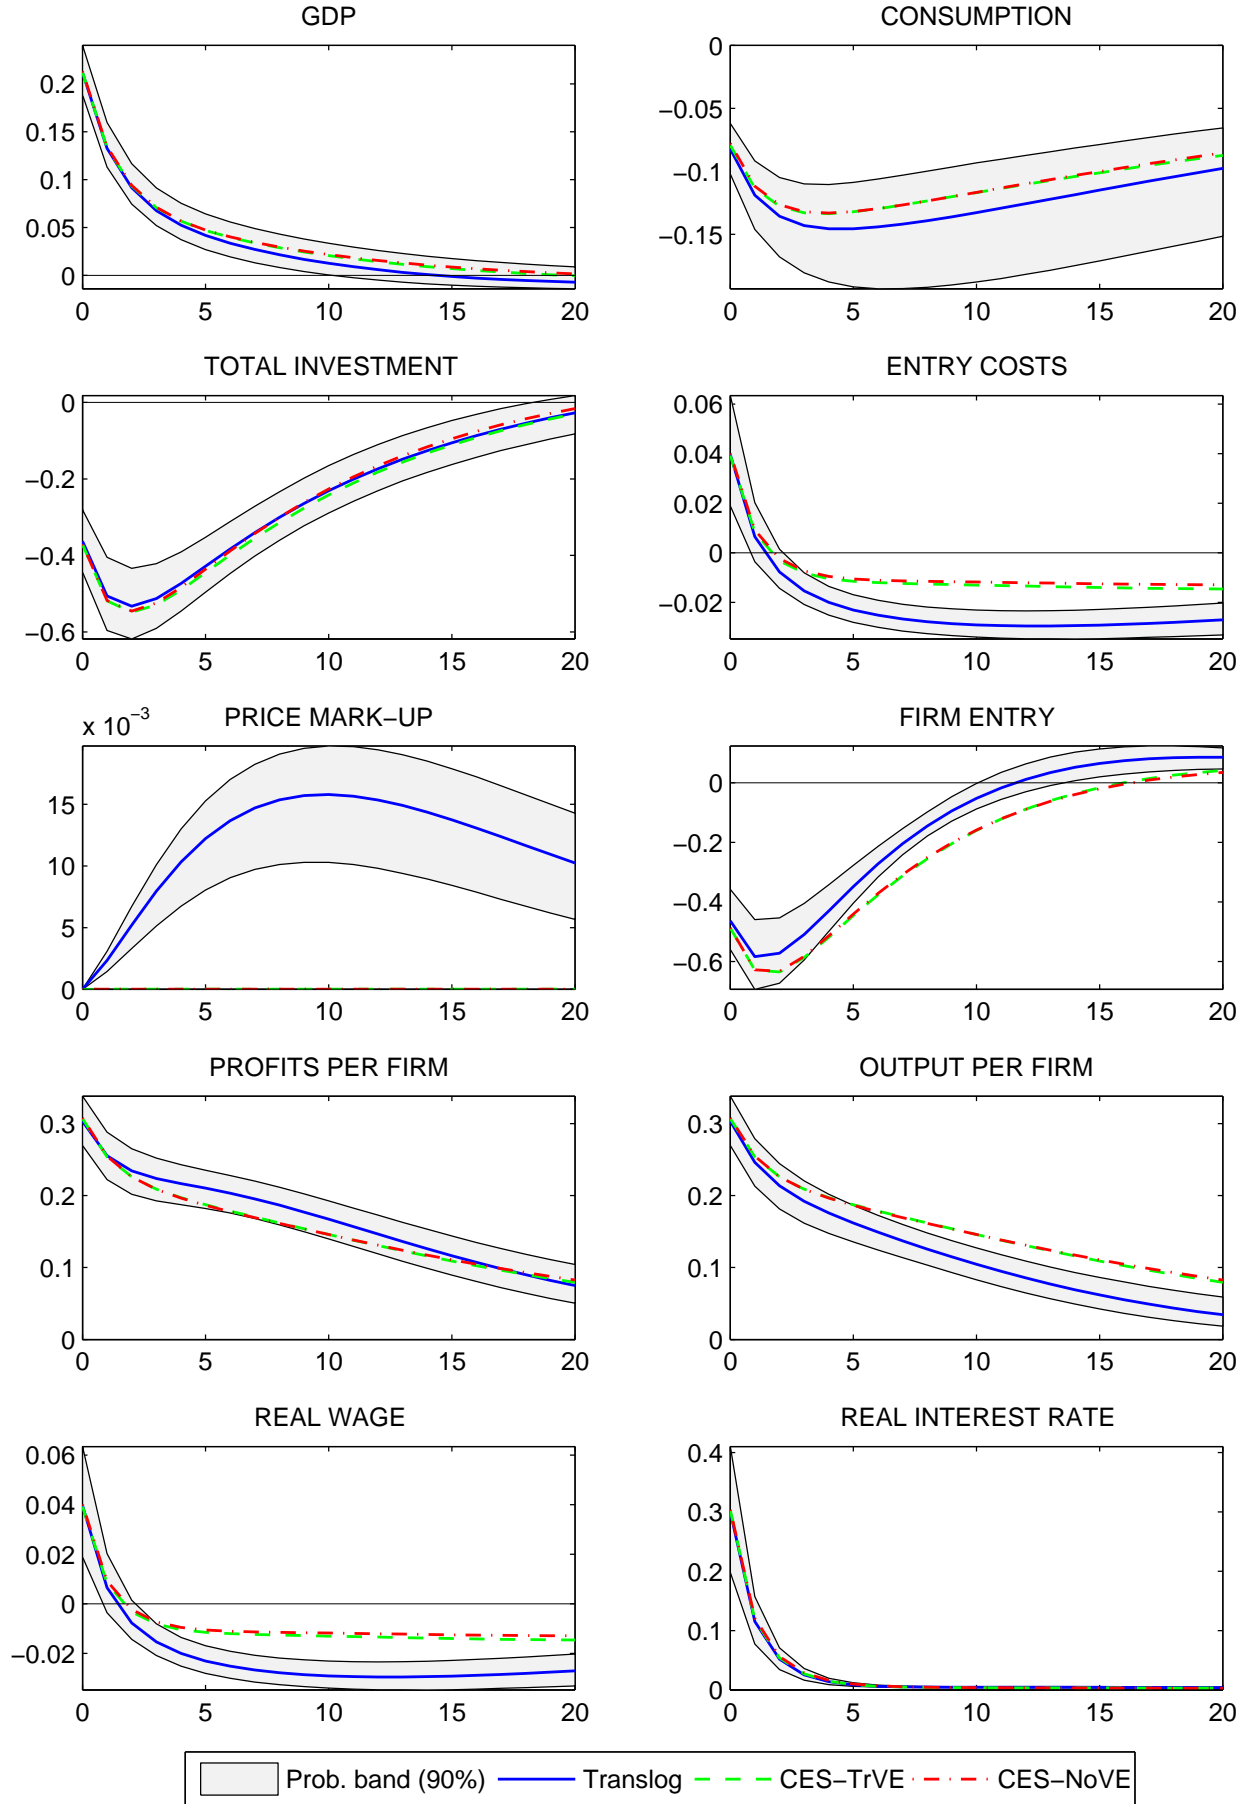 GDP
0.2
0.15
0.1
0.05
0
0 5 10 15 20
CONSUMPTION
0
−0.05
−0.1
−0.15
0 5 10 15 20
TOTAL INVESTMENT
0
−0.2
−0.4
−0.6
0 5 10 15 20
ENTRY COSTS
0.06
0.04
0.02
0
−0.02
0 5 10 15 20
x 10−3
PRICE MARK−UP
15
10
5
0
0 5 10 15 20
FIRM ENTRY
0
−0.2
−0.4
−0.6
0 5 10 15 20
PROFITS PER FIRM
0.3
0.2
0.1
0
0 5 10 15 20
OUTPUT PER FIRM
0.3
0.2
0.1
0
0 5 10 15 20
REAL WAGE
0.06
0.04
0.02
0
−0.02
0 5 10 15 20
REAL INTEREST RATE
0.4
0.3
0.2
0.1
0
0 5 10 15 20
Prob. band (90%) Translog CES−TrVE CES−NoVE